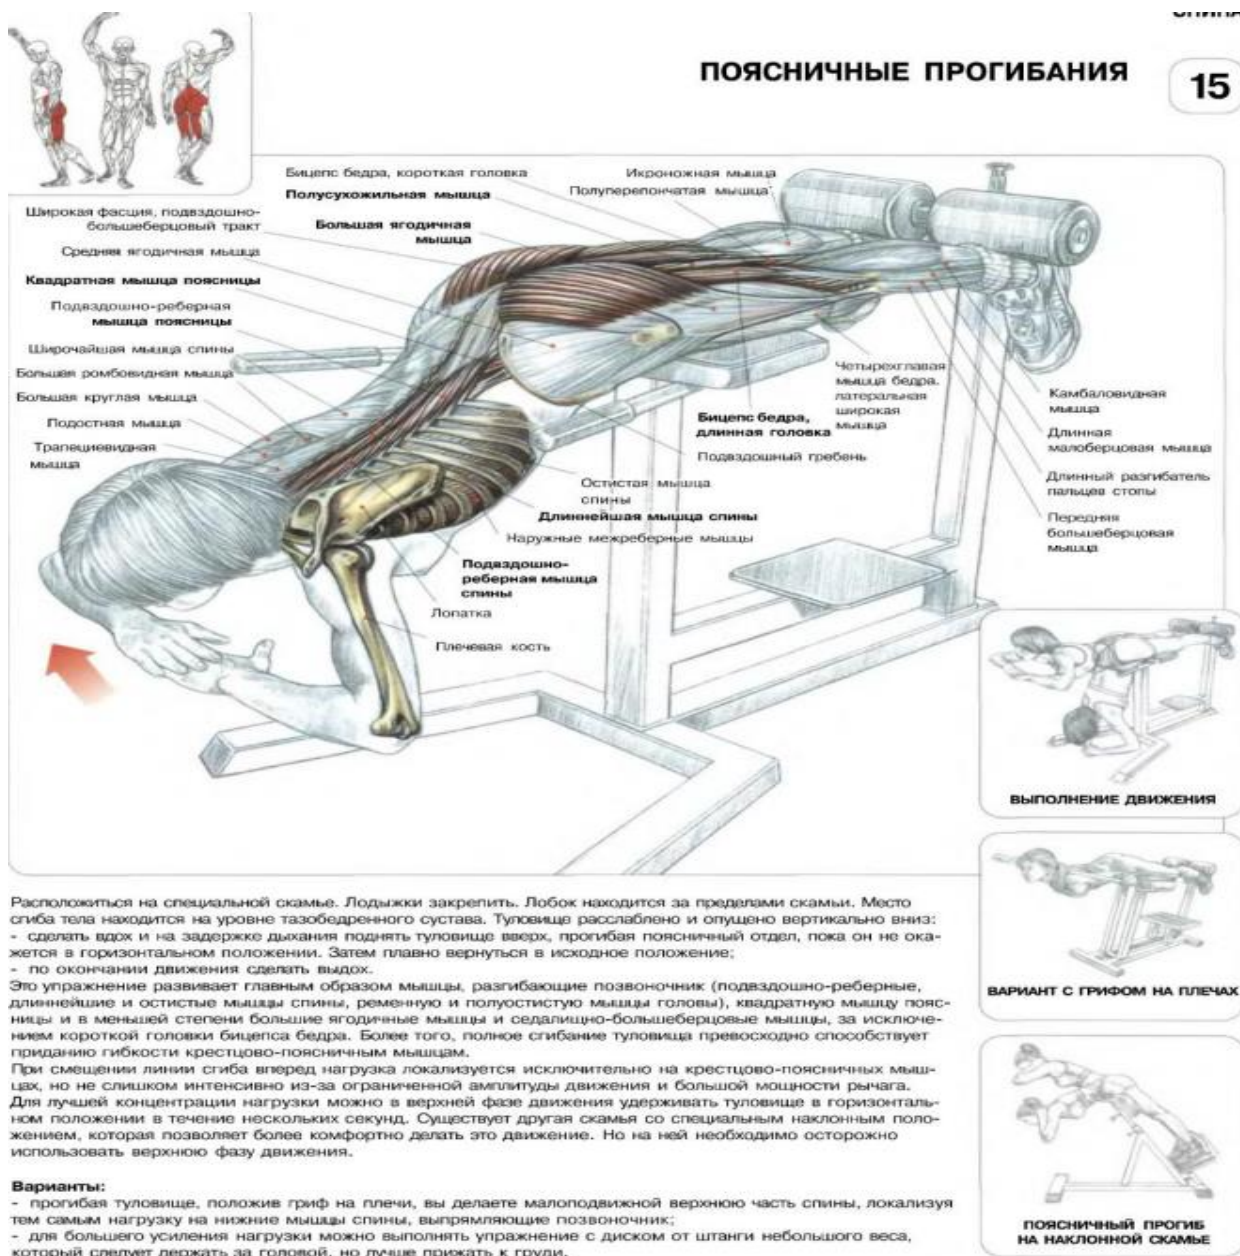 СПИНА
ПОЯСНИЧНЫЕ ПРОГИБАНИЯ
15
Бицепс бедра, короткая головка
Полусухожильная мышца
Большая ягодичная
мышца
Икроножная мышца
Полуперепончатая мышца
Широкая фасция, подвздошно-
большеберцовый тракт
Средняя ягодичная мышца
Квадратная мышца поясницы
Подвздошно-реберная
мышца поясницы
Широчайшая мышца спины
Большая ромбовидная мышца
Большая круглая мышца
Подостная мышца
Трапециевидная
мышца
Четырехглавая
мышца бедра.
латеральная
широкая
мышца
Бицепс бедра,
длинная головка
Подвздошный гребень
Остистая мышца
спины
Длиннейшая мышца спины
Наружные межреберные мышцы
Подвздошно-
реберная мышца
спины
Лопатка
Плечевая кость
Камбаловидная
мышца
Длинная
малоберцовая мышца
Длинный разгибатель
пальцев стопы
Передняя
большеберцовая
мышца
ВЫПОЛНЕНИЕ ДВИЖЕНИЯ
ВАРИАНТ С ГРИФОМ НА ПЛЕЧАХ
ПОЯСНИЧНЫЙ ПРОГИБ
НА НАКЛОННОЙ СКАМЬЕ
Расположиться на специальной скамье. Лодыжки закрепить. Лобок находится за пределами скамьи. Место
сгиба тела находится на уровне тазобедренного сустава. Туловище расслаблено и опущено вертикально вниз:
- сделать вдох и на задержке дыхания поднять туловище вверх, прогибая поясничный отдел, пока он не ока-
жется в горизонтальном положении. Затем плавно вернуться в исходное положение;
- по окончании движения сделать выдох.
Это упражнение развивает главным образом мышцы, разгибающие позвоночник (подвздошно-реберные,
длиннейшие и остистые мышцы спины, ременную и полуостистую мышцы головы), квадратную мышцу пояс-
ницы и в меньшей степени большие ягодичные мышцы и седалищно-большеберцовые мышцы, за исключе-
нием короткой головки бицепса бедра. Более того, полное сгибание туловища превосходно способствует
приданию гибкости крестцово-поясничным мышцам.
При смещении линии сгиба вперед нагрузка локализуется исключительно на крестцово-поясничных мыш-
цах, но не слишком интенсивно из-за ограниченной амплитуды движения и большой мощности рычага.
Для лучшей концентрации нагрузки можно в верхней фазе движения удерживать туловище в горизонталь-
ном положении в течение нескольких секунд. Существует другая скамья со специальным наклонным поло-
жением, которая позволяет более комфортно делать это движение. Но на ней необходимо осторожно
использовать верхнюю фазу движения.
Варианты:
- прогибая туловище, положив гриф на плечи, вы делаете малоподвижной верхнюю часть спины, локализуя
тем самым нагрузку на нижние мышцы спины, выпрямляющие позвоночник;
- для большего усиления нагрузки можно выполнять упражнение с диском от штанги небольшого веса,
который следует держать за головой, но лучше прижать к груди.